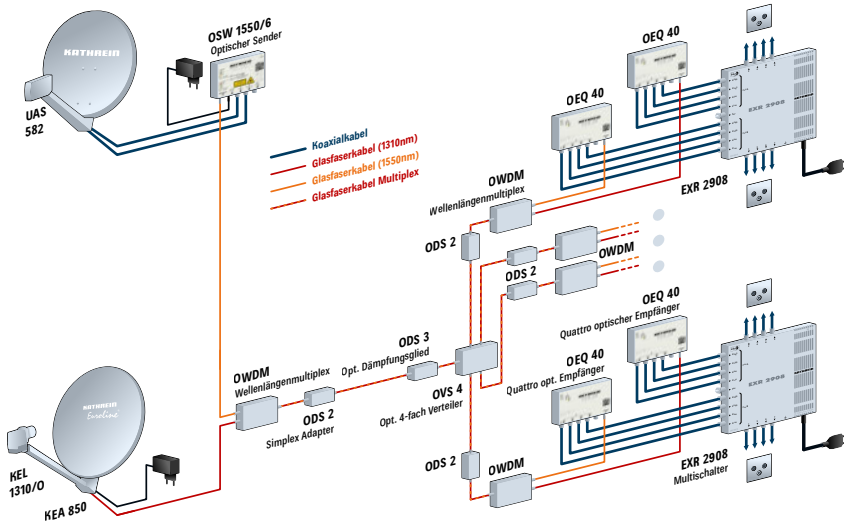 OSW 1550/6
Optischer Sender
KATHREIN
UAS
582
Koaxialkabel
Glasfaserkabel (1310nm)
Glasfaserkabel (1550nm)
Glasfaserkabel Multiplex
OEQ 40
OEQ 40
EXR 2908
EXR 2908
OWDM
Wellenlängenmultiplex
ODS 2
ODS 2
OWDM
OEQ 40
Quattro optischer Empfänger
OEQ 40
Quattro opt. Empfänger
EXR 2908
EXR 2908
Multischalter
ODS 3
Opt. Dämpfungsglied
OVS 4
Opt. 4-fach Verteiler
OWDM
Wellenlängenmultiplex
ODS 2
Simplex Adapter
ODS 2
OWDM
KATHREIN
Euroline
KEL
1310/O
KEA 850